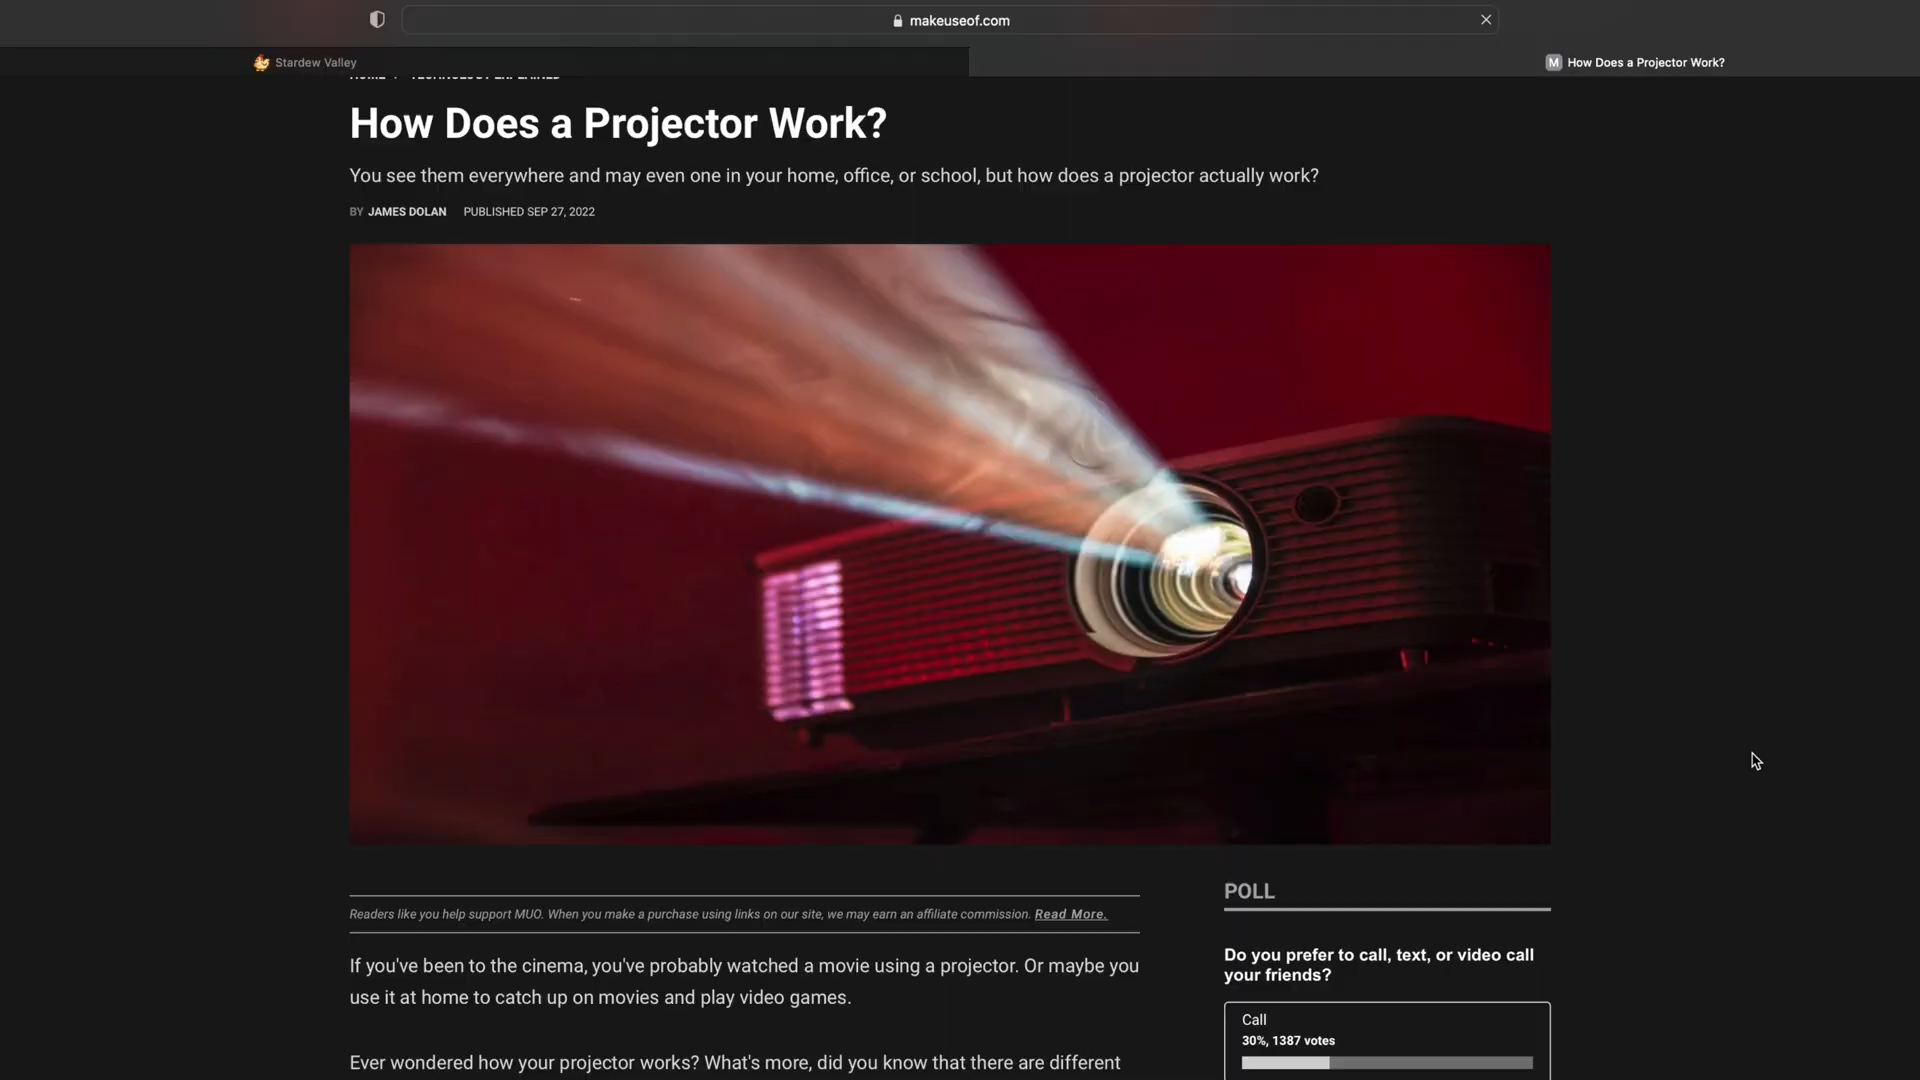 makeuseof.com
Stardew Valley
M How Does a Projector Work?
HOME TECHNOLOGY EXPLAINED
How Does a Projector Work?
You see them everywhere and may even one in your home, office, or school, but how does a projector actually work?
BY JAMES DOLAN PUBLISHED SEP 27, 2022
Readers like you help support MUO. When you make a purchase using links on our site, we may earn an affiliate commission. Read More.
If you've been to the cinema, you've probably watched a movie using a projector. Or maybe you
use it at home to catch up on movies and play video games.
Ever wondered how your projector works? What's more, did you know that there are different
POLL
Do you prefer to call, text, or video call
your friends?
Call
30%, 1387 votes